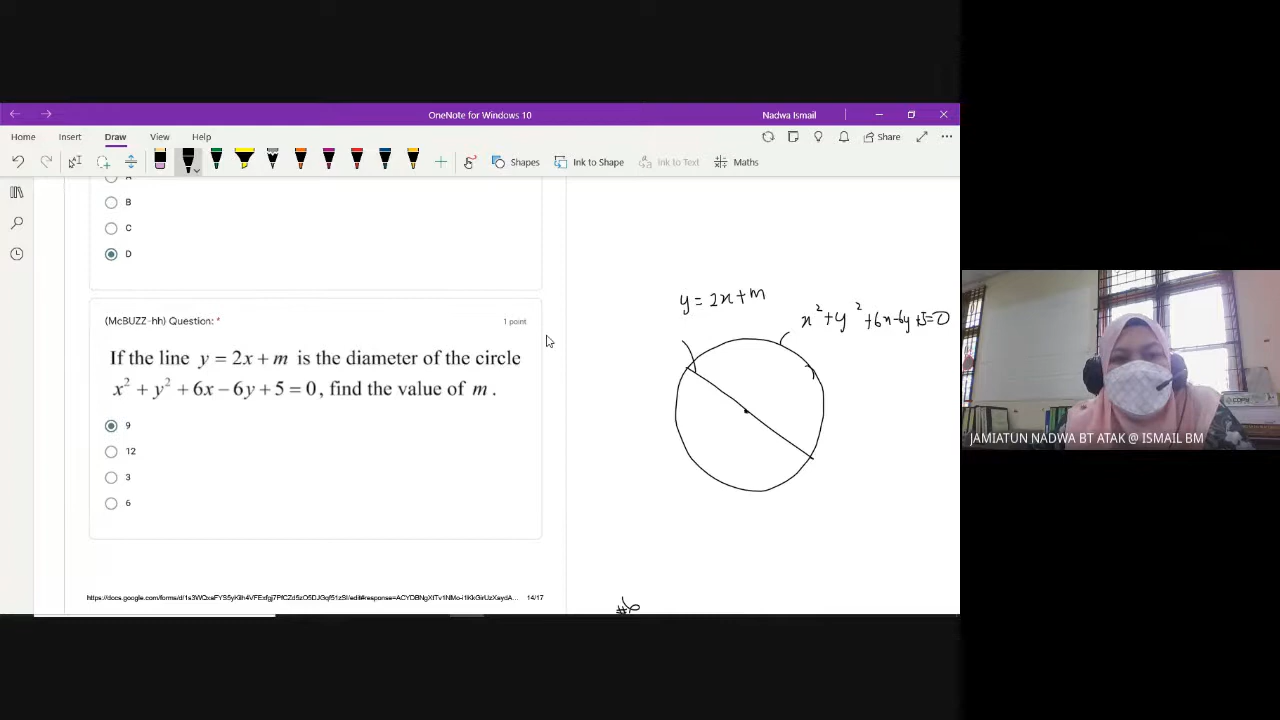 OneNote for Windows 10
Nadwa Ismail
Home Insert Draw View Help
Share
Shapes Ink to Shape Ink to Text Maths
A
B
C
D
(McBUZZ-hh) Question: *
1 point
If the line y = 2x + m is the diameter of the circle
x² + y² + 6x − 6y + 5 = 0, find the value of m .
9
12
3
6
14/17
y = 2x + m
x² + y² + 6x - 6y + 5 = 0
#6
JAMIATUN NADWA BT ATAK @ ISMAIL BM